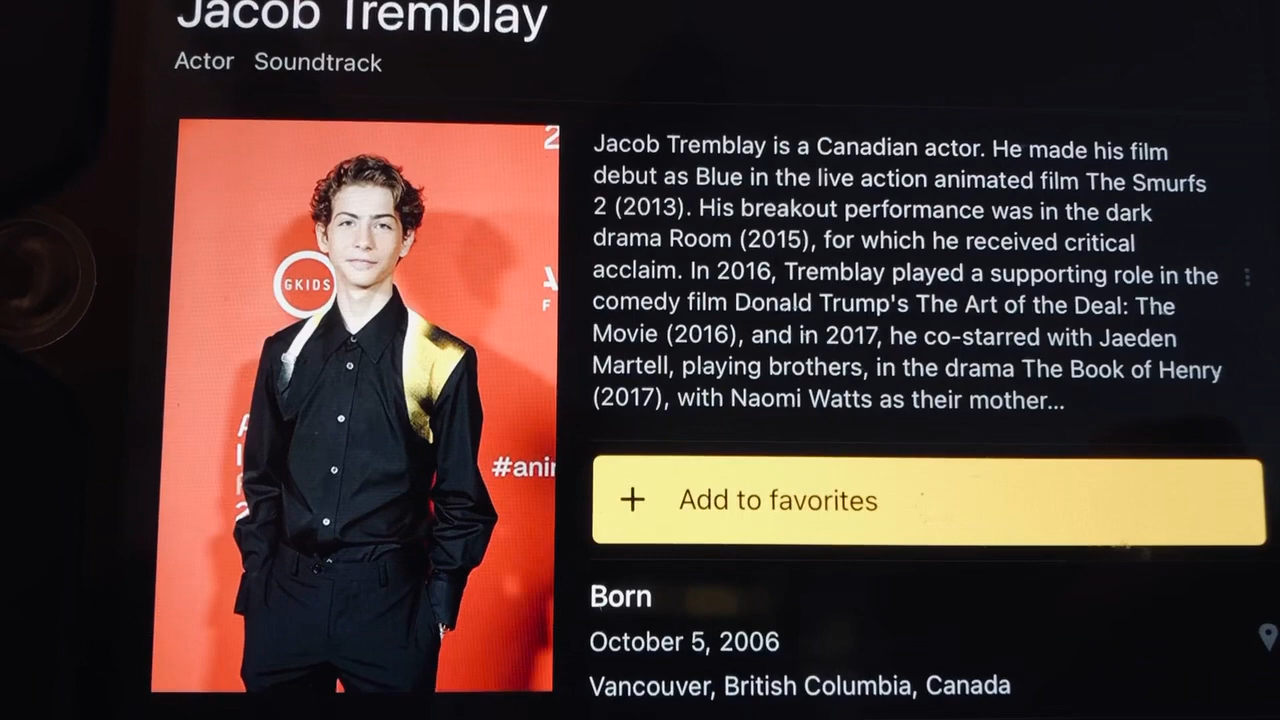 Jacob Tremblay
Actor Soundtrack
2
GKIDS
F
#anir
Jacob Tremblay is a Canadian actor. He made his film
debut as Blue in the live action animated film The Smurfs
2 (2013). His breakout performance was in the dark
drama Room (2015), for which he received critical
acclaim. In 2016, Tremblay played a supporting role in the
comedy film Donald Trump's The Art of the Deal: The
Movie (2016), and in 2017, he co-starred with Jaeden
Martell, playing brothers, in the drama The Book of Henry
(2017), with Naomi Watts as their mother...
+ Add to favorites
Born
October 5, 2006
Vancouver, British Columbia, Canada